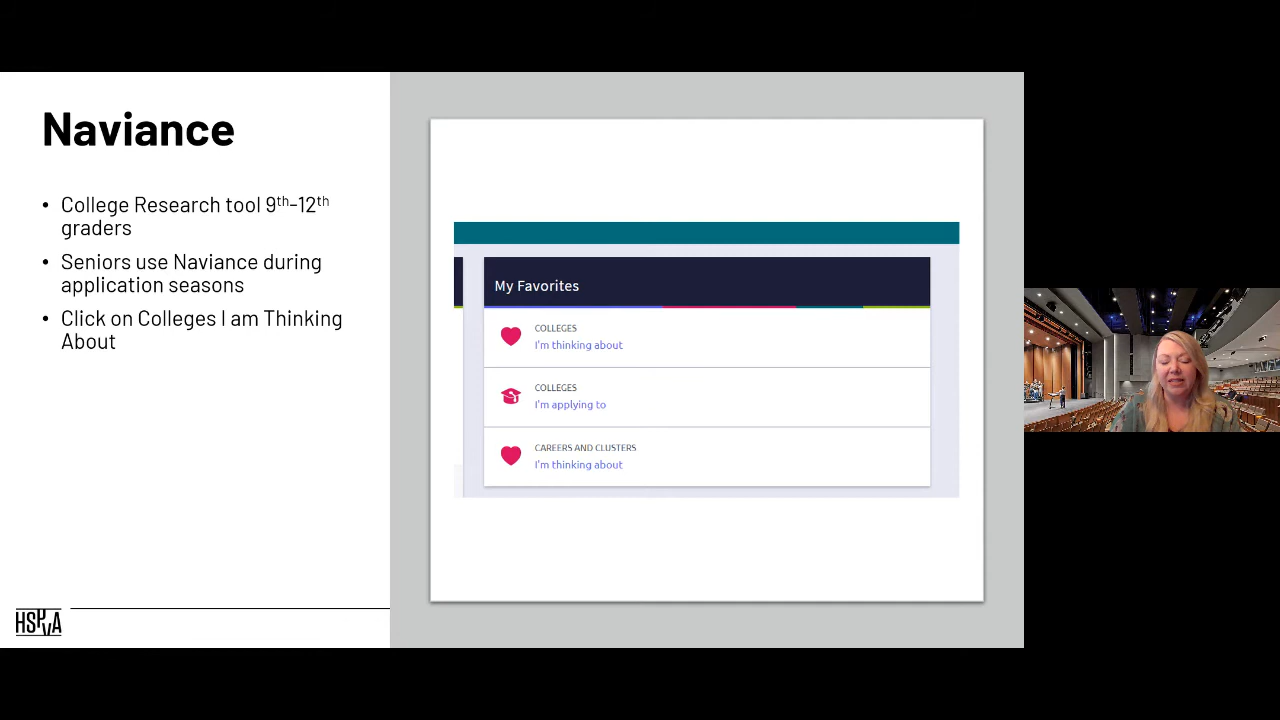 Naviance
• College Research tool 9th–12th
graders
• Seniors use Naviance during
application seasons
• Click on Colleges I am Thinking
About
HSPVA
My Favorites
COLLEGES
I'm thinking about
COLLEGES
I'm applying to
CAREERS AND CLUSTERS
I'm thinking about